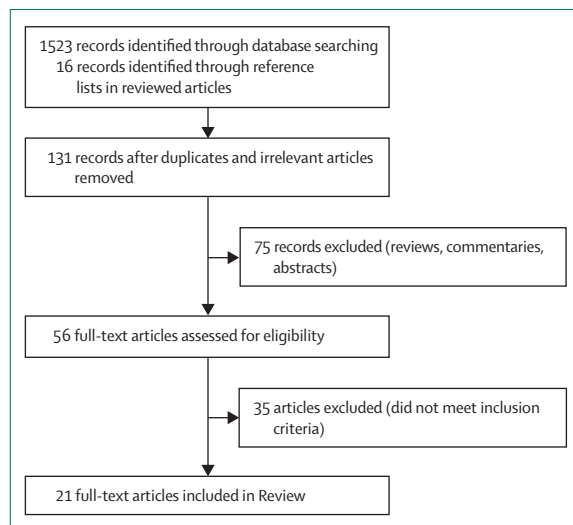 1523 records identified through database searching
16 records identified through reference
lists in reviewed articles
131 records after duplicates and irrelevant articles
removed
75 records excluded (reviews, commentaries,
abstracts)
56 full-text articles assessed for eligibility
35 articles excluded (did not meet inclusion
criteria)
21 full-text articles included in Review